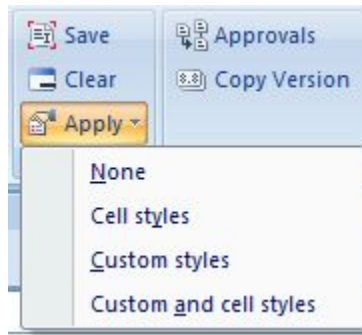 Save
Approvals
Clear
Copy Version
Apply
None
Cell styles
Custom styles
Custom and cell styles